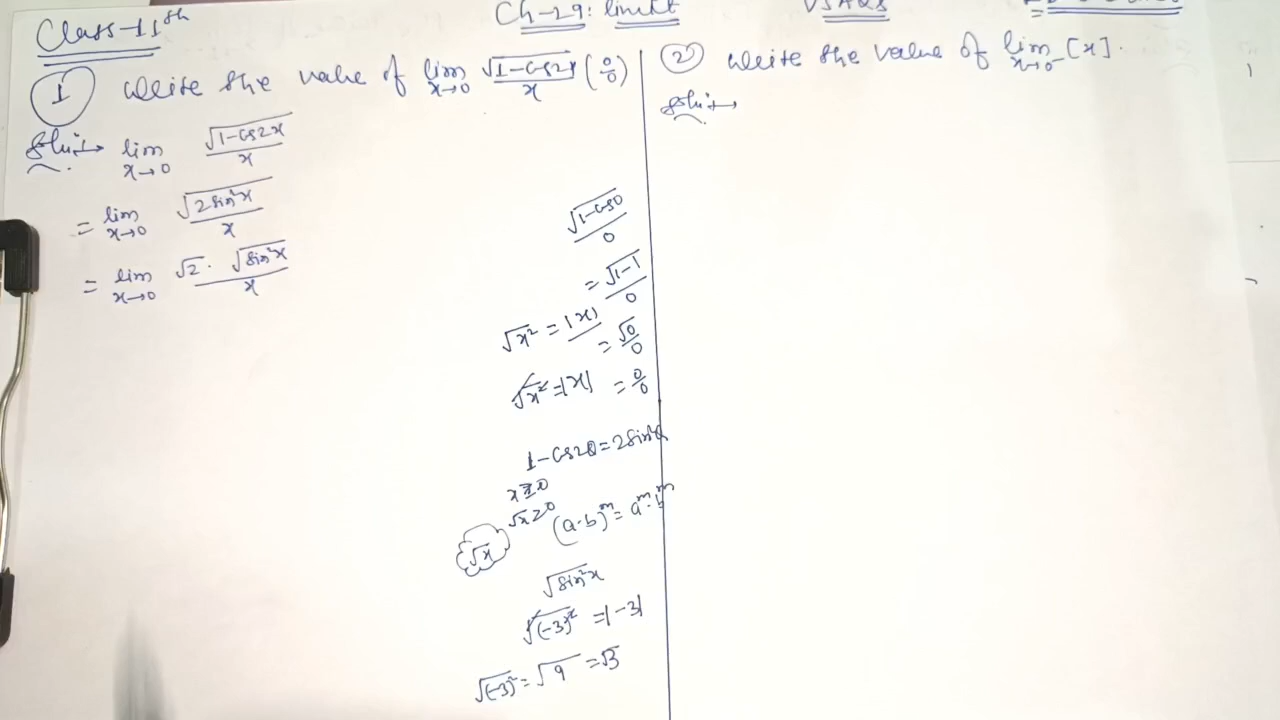 Class-11th
Ch-29: limit
VSAQs
① Write the value of lim x→0 √(1-cos2x)/x (0/0)
Sol:→ lim x→0 √(1-cos2x)/x
= lim x→0 √(2sin²x)/x
= lim x→0 √2 · √(sin²x)/x
√(1-cos0)/0
= √(1-1)/0
√x² = |x|
= √0/0
√x² = |x|
= 0/0
1-cos2θ = 2sin²θ
x ≥ 0
√x ≥ 0
√x
(a·b)^m = a^m · b^m
√(sin²x)
√(-3)² = |-3|
√(-3)² = √9 = √3
② Write the value of lim x→0⁻ [x].
Sol:→